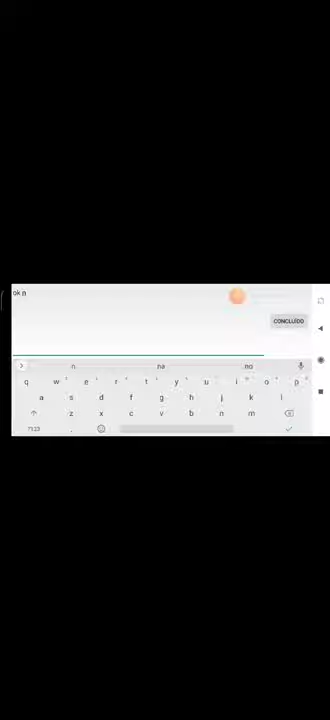 ok n
CONCLUÍDO
n na no
q w e r t y u i o p
a s d f g h j k l
z x c v b n m
?123 .